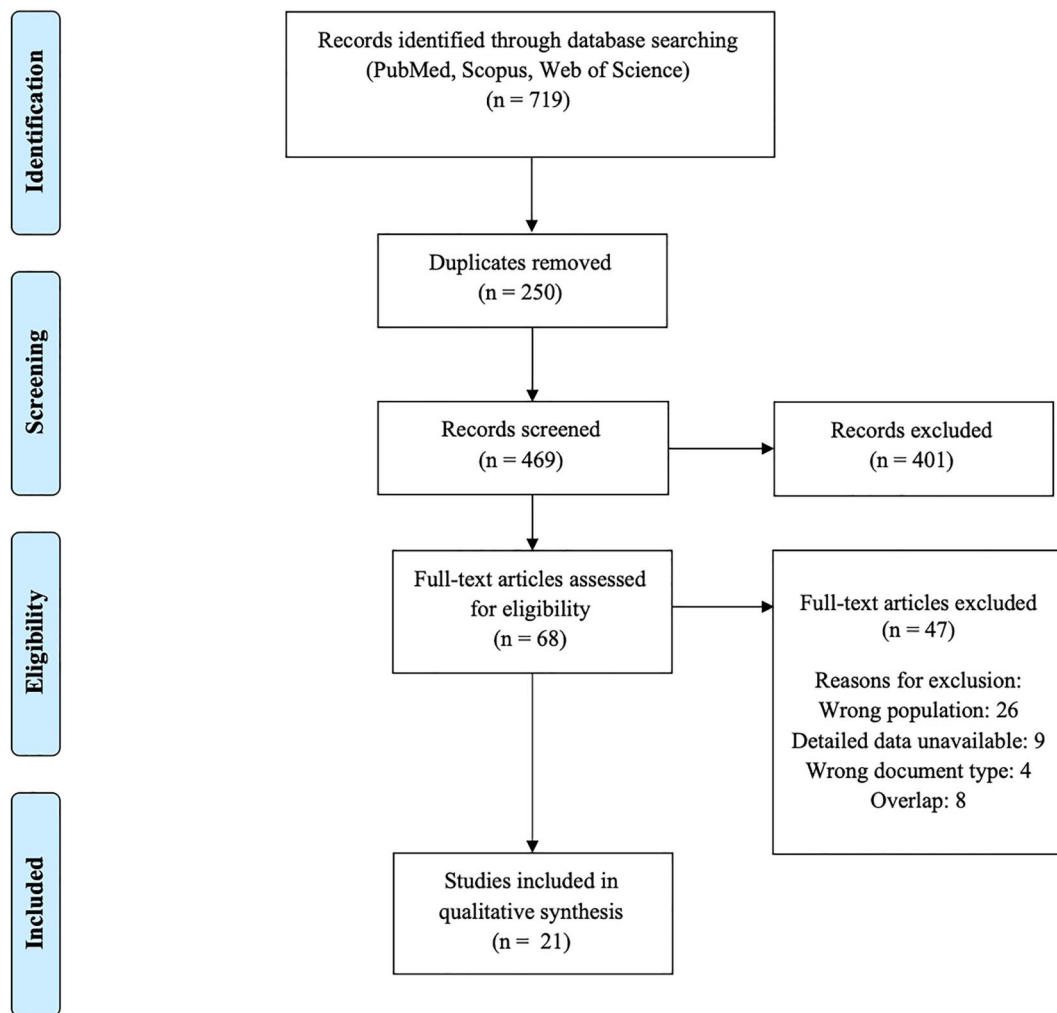 Identification
Records identified through database searching
(PubMed, Scopus, Web of Science)
(n = 719)
Duplicates removed
(n = 250)
Screening
Records screened
(n = 469)
Records excluded
(n = 401)
Eligibility
Full-text articles assessed
for eligibility
(n = 68)
Full-text articles excluded
(n = 47)
Reasons for exclusion:
Wrong population: 26
Detailed data unavailable: 9
Wrong document type: 4
Overlap: 8
Included
Studies included in
qualitative synthesis
(n =  21)